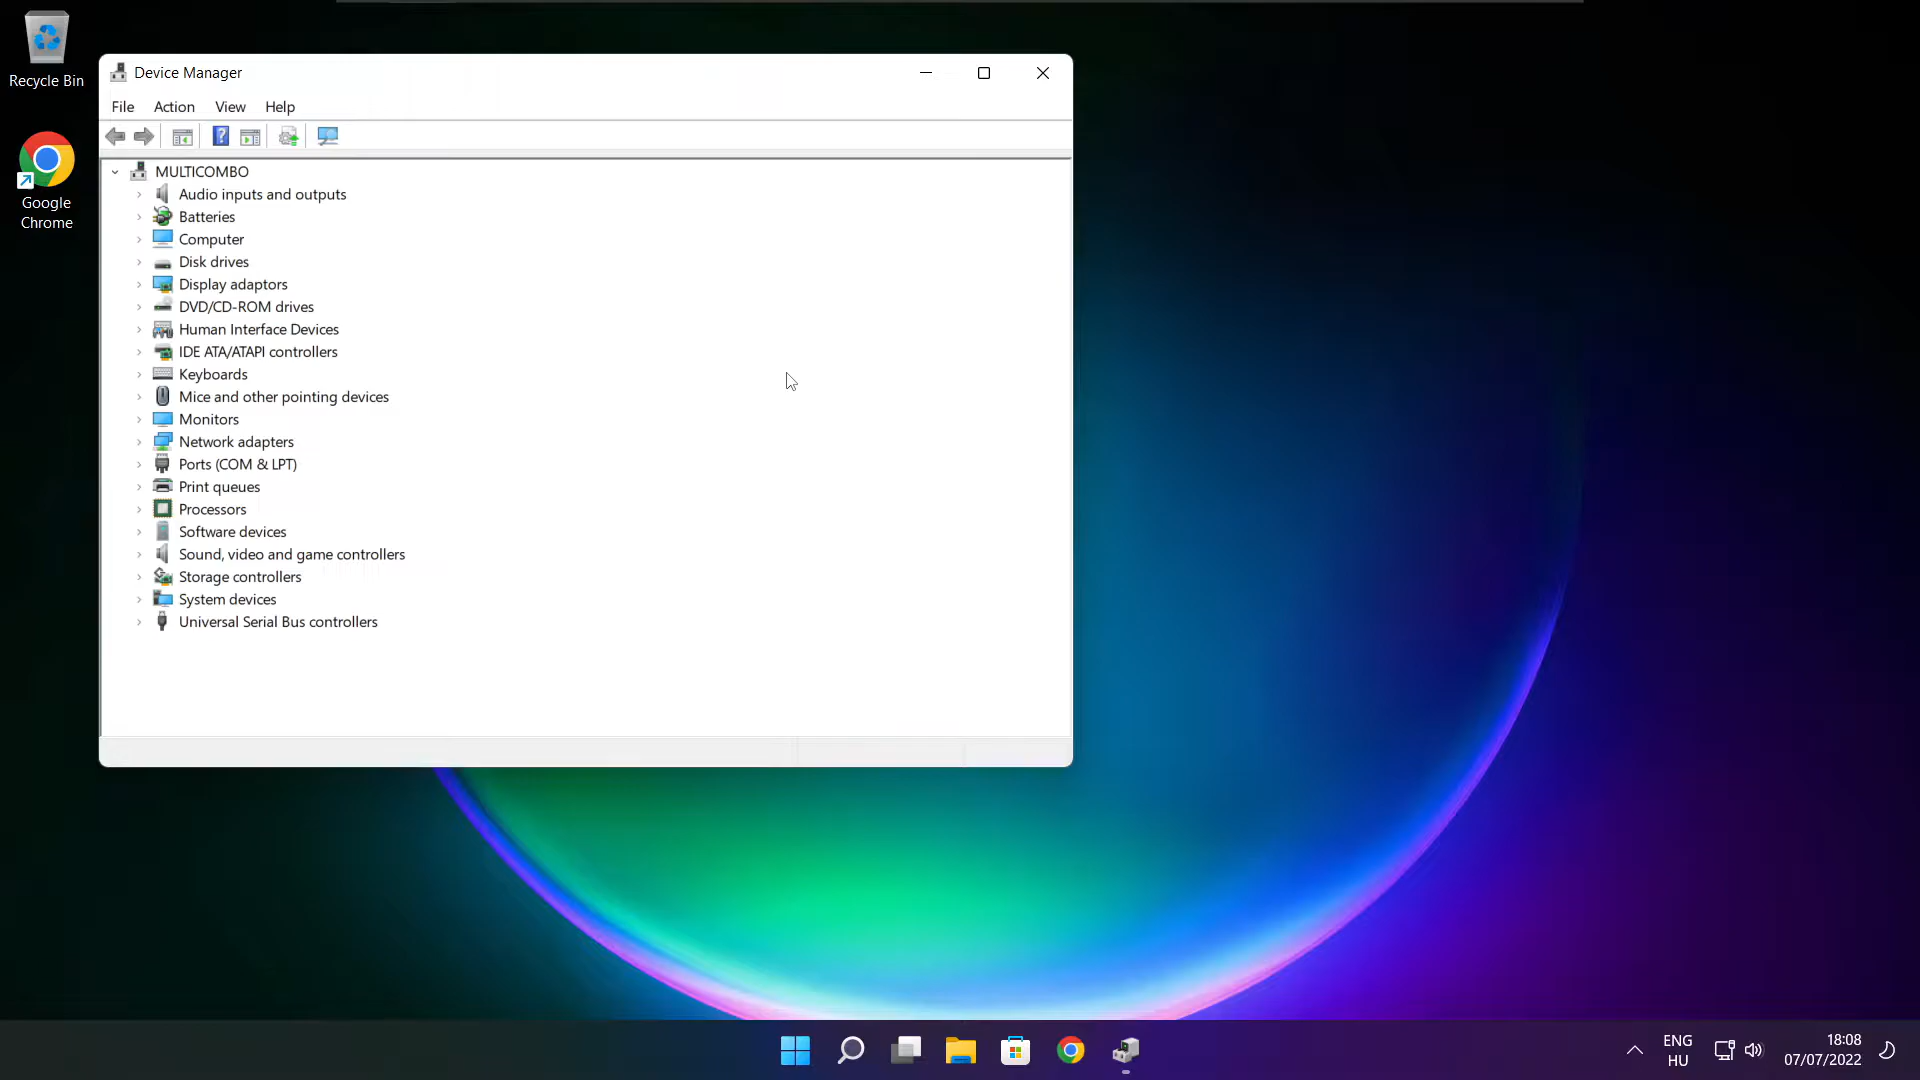 Recycle Bin
Google
Chrome
Device Manager
File Action View Help
MULTICOMBO
Audio inputs and outputs
Batteries
Computer
Disk drives
Display adaptors
DVD/CD-ROM drives
Human Interface Devices
IDE ATA/ATAPI controllers
Keyboards
Mice and other pointing devices
Monitors
Network adapters
Ports (COM & LPT)
Print queues
Processors
Software devices
Sound, video and game controllers
Storage controllers
System devices
Universal Serial Bus controllers
ENG
HU
18:08
07/07/2022